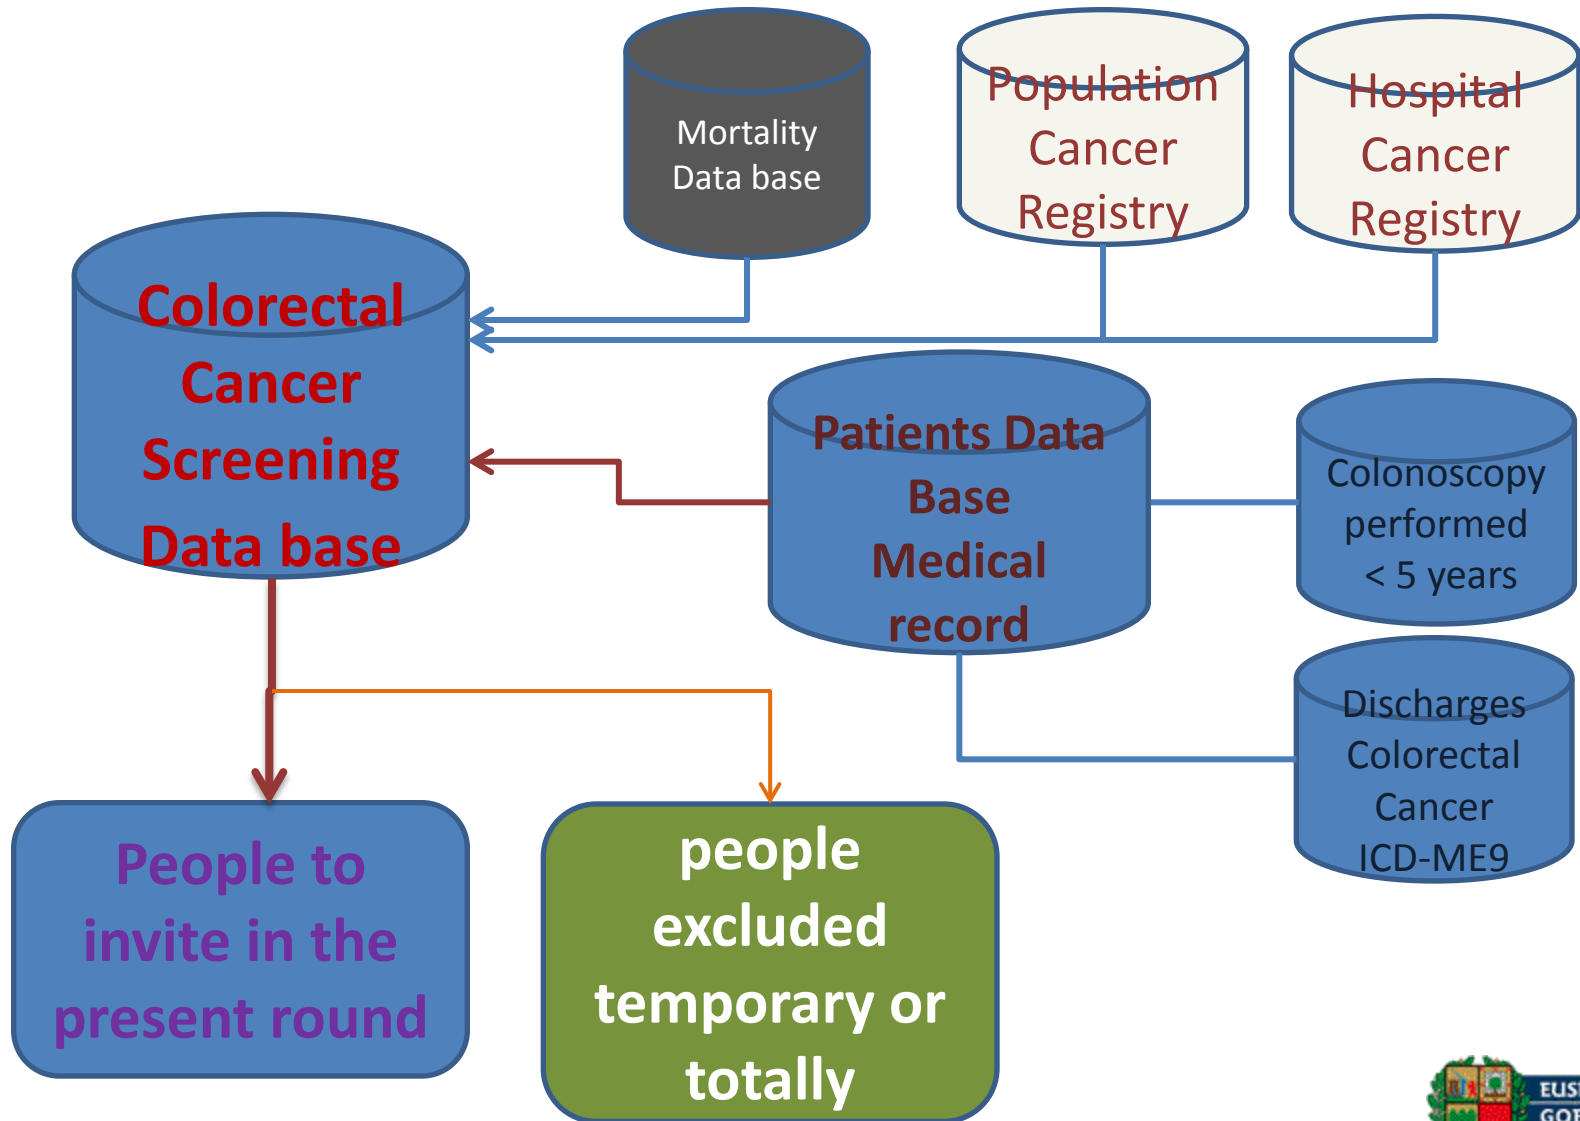 Mortality
Data base
Population
Cancer
Registry
Hospital
Cancer
Registry
Colorectal
Cancer
Screening
Data base
Patients Data
Base
Medical
record
Colonoscopy
performed
< 5 years
Discharges
Colorectal
Cancer
ICD-ME9
People to
invite in the
present round
people
excluded
temporary or
totally